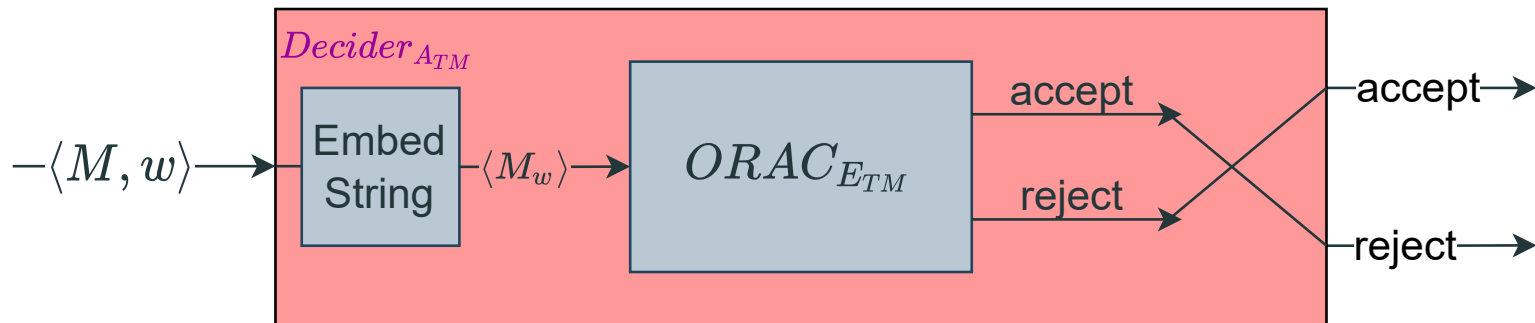 Decider_{A_{TM}}
⟨M, w⟩
Embed
String
⟨M_w⟩
ORAC_{E_{TM}}
accept
reject
accept
reject